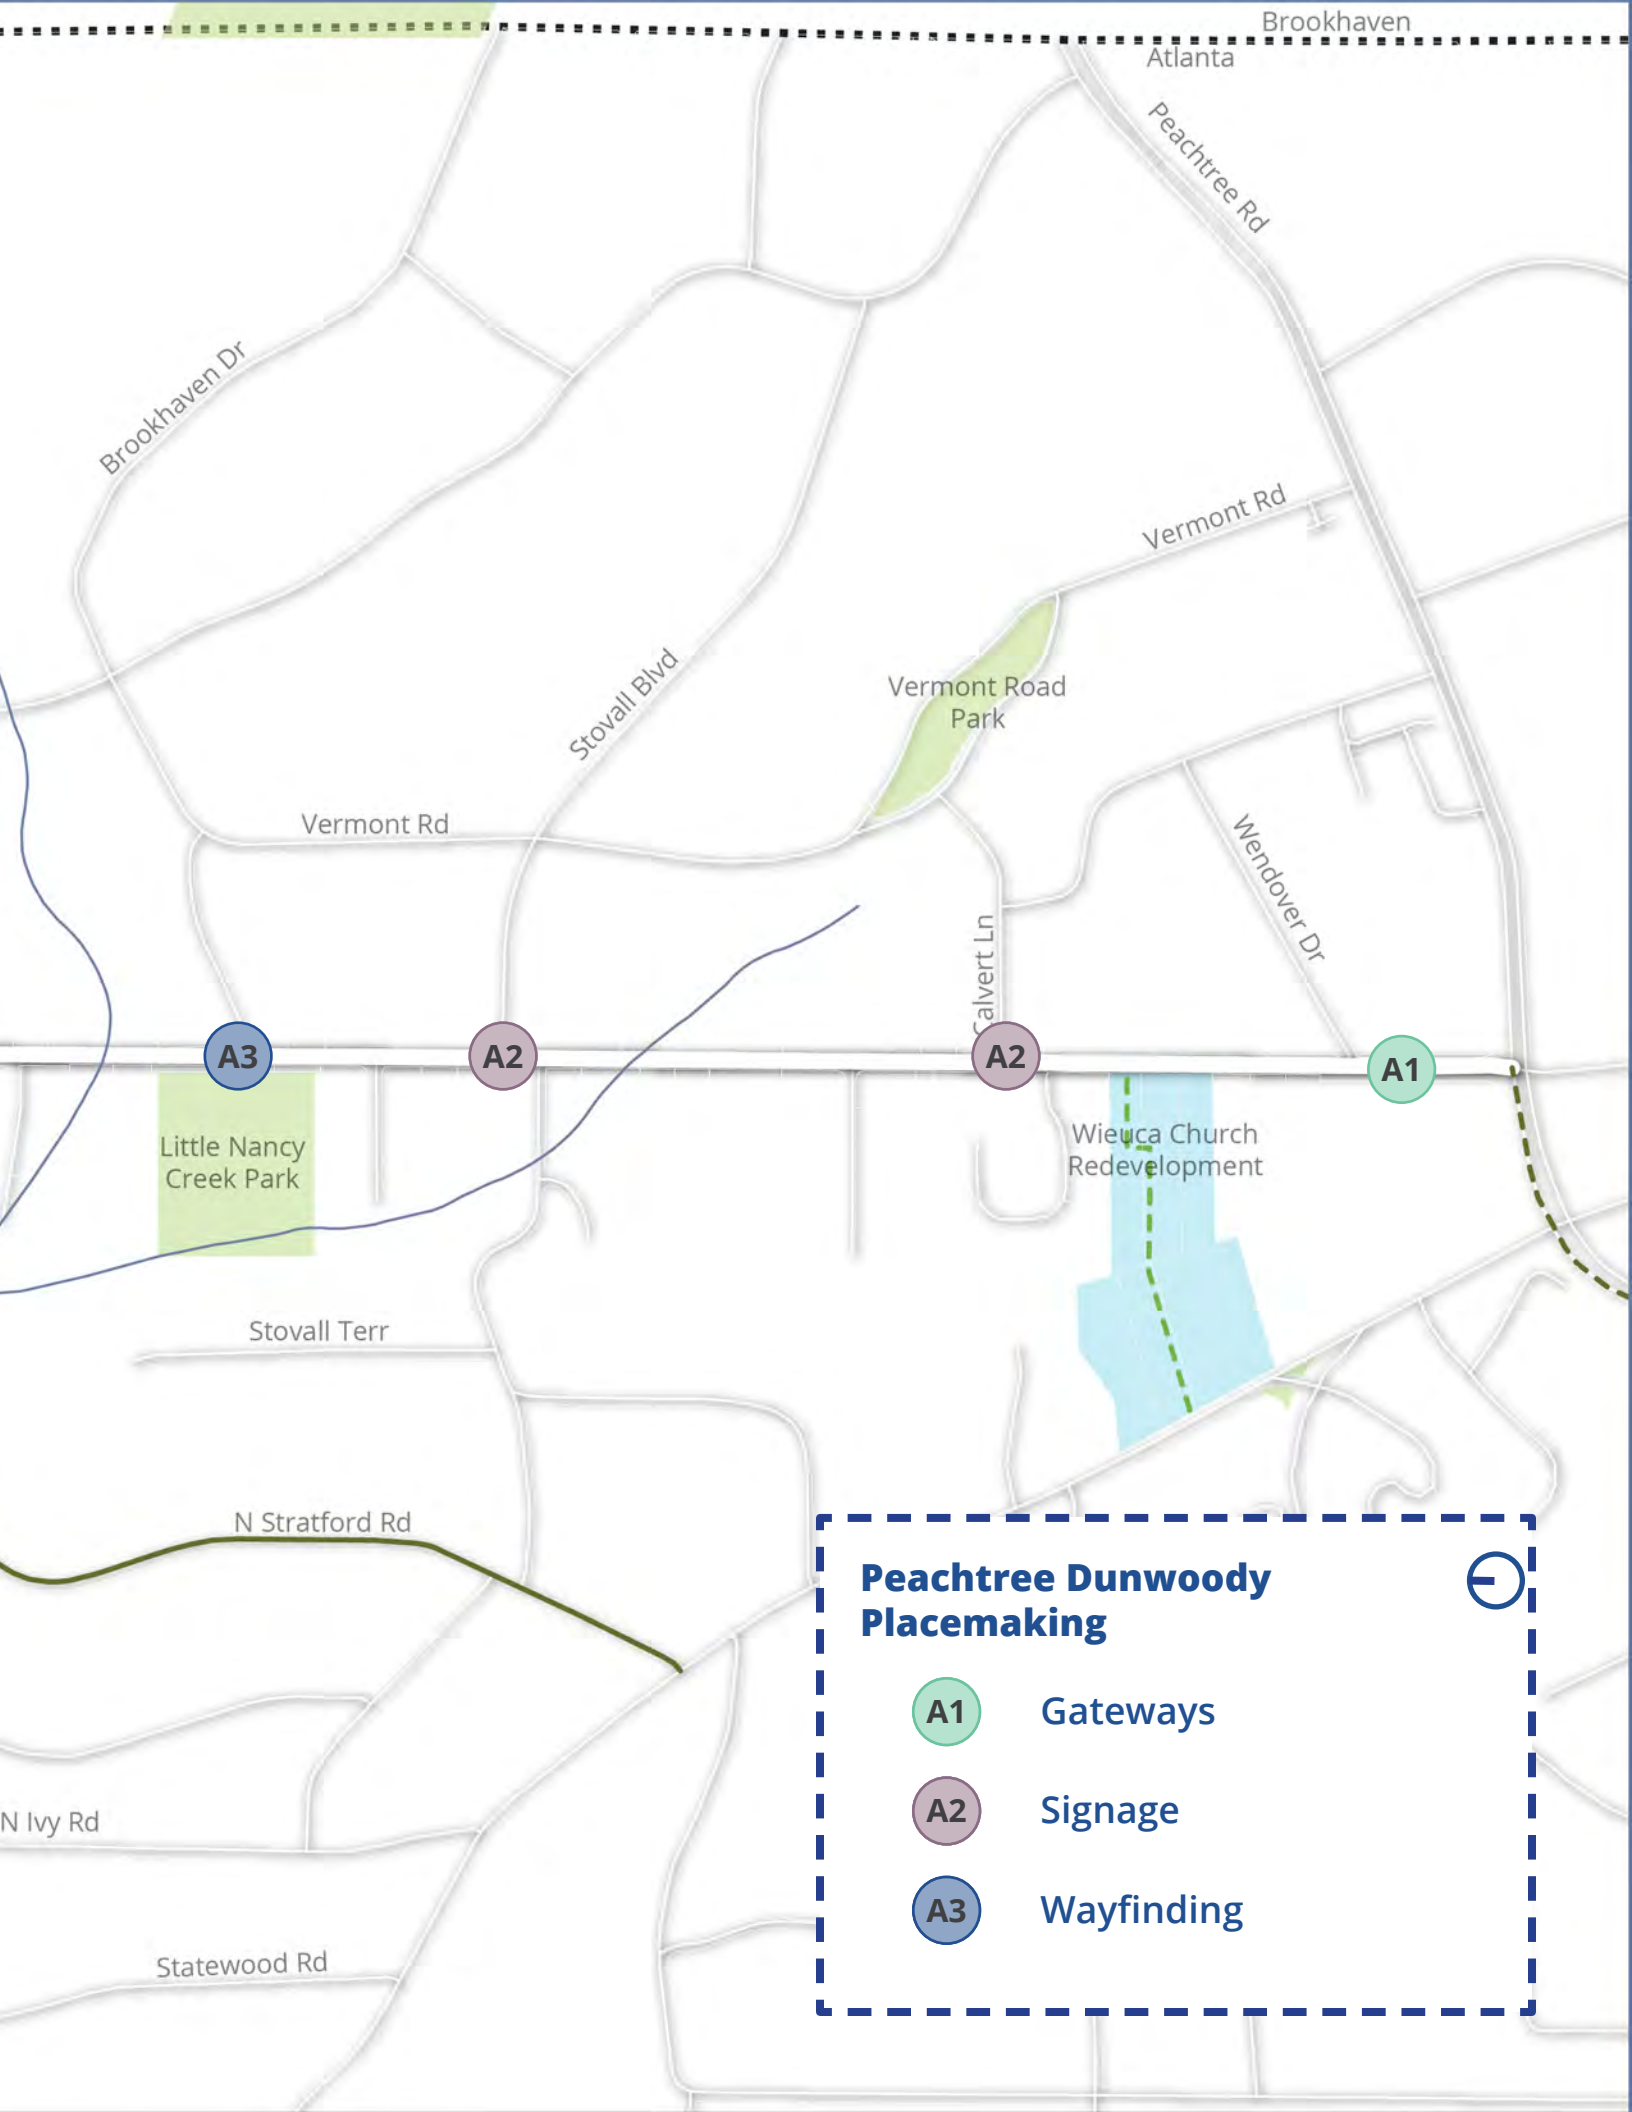 Brookhaven
Atlanta
Peachtree Rd
Brookhaven Dr
Vermont Rd
Stovall Blvd
Vermont Road
Park
Vermont Rd
Wendover Dr
Calvert Ln
A3
A2
A2
A1
Little Nancy
Creek Park
Wieuca Church
Redevelopment
Stovall Terr
N Stratford Rd
Peachtree Dunwoody
Placemaking
A1 Gateways
A2 Signage
A3 Wayfinding
N Ivy Rd
Statewood Rd